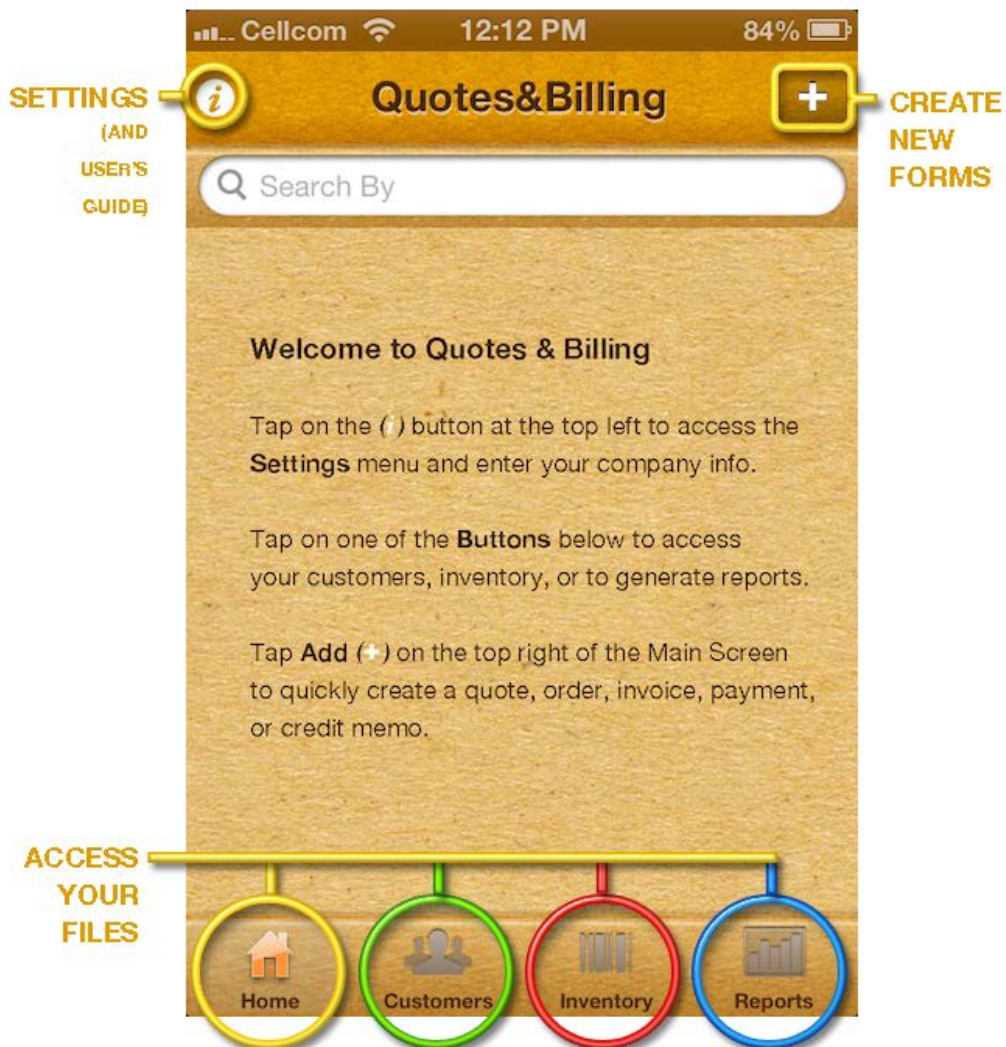 Cellcom 12:12 PM 84%
SETTINGS
(AND
USER'S
GUIDE)
i Quotes&Billing +
CREATE
NEW
FORMS
Search By
Welcome to Quotes & Billing
Tap on the (i) button at the top left to access the
Settings menu and enter your company info.
Tap on one of the Buttons below to access
your customers, inventory, or to generate reports.
Tap Add (+) on the top right of the Main Screen
to quickly create a quote, order, invoice, payment,
or credit memo.
ACCESS
YOUR
FILES
Home Customers Inventory Reports